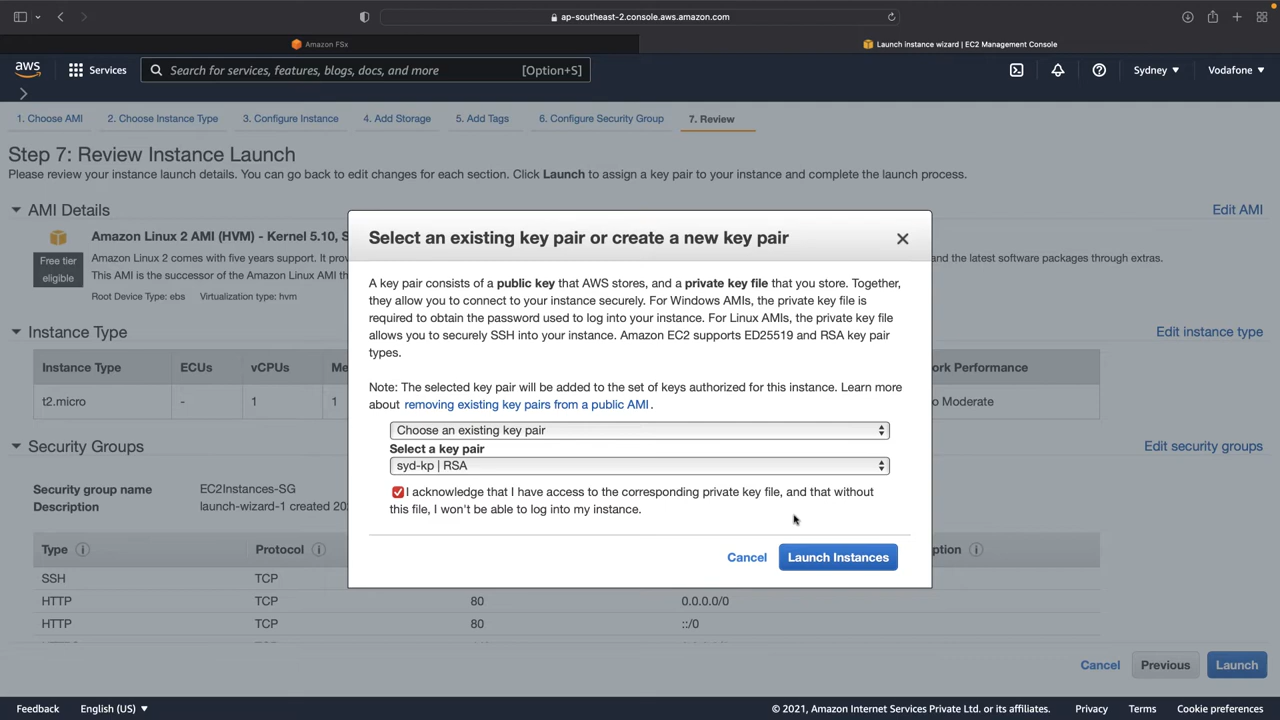 ap-southeast-2.console.aws.amazon.com
Amazon FSx
Launch instance wizard | EC2 Management Console
aws
Services
Search for services, features, blogs, docs, and more
[Option+S]
Sydney
Vodafone
1. Choose AMI
2. Choose Instance Type
3. Configure Instance
4. Add Storage
5. Add Tags
6. Configure Security Group
7. Review
Step 7: Review Instance Launch
Please review your instance launch details. You can go back to edit changes for each section. Click Launch to assign a key pair to your instance and complete the launch process.
AMI Details
Edit AMI
Free tier
eligible
Amazon Linux 2 AMI (HVM) - Kernel 5.10, S
Amazon Linux 2 comes with five years support. It prov
and the latest software packages through extras.
This AMI is the successor of the Amazon Linux AMI th
Root Device Type: ebs Virtualization type: hvm
Instance Type
Edit instance type
Instance Type
ECUs
vCPUs
Me
ork Performance
t2.micro
-
1
1
o Moderate
Security Groups
Edit security groups
Security group name
EC2Instances-SG
Description
launch-wizard-1 created 202
Type
Protocol
ption
SSH
TCP
HTTP
TCP
80
0.0.0.0/0
HTTP
TCP
80
::/0
Select an existing key pair or create a new key pair
A key pair consists of a public key that AWS stores, and a private key file that you store. Together,
they allow you to connect to your instance securely. For Windows AMIs, the private key file is
required to obtain the password used to log into your instance. For Linux AMIs, the private key file
allows you to securely SSH into your instance. Amazon EC2 supports ED25519 and RSA key pair
types.
Note: The selected key pair will be added to the set of keys authorized for this instance. Learn more
about removing existing key pairs from a public AMI.
Choose an existing key pair
Select a key pair
syd-kp | RSA
I acknowledge that I have access to the corresponding private key file, and that without
this file, I won't be able to log into my instance.
Cancel
Launch Instances
Cancel
Previous
Launch
Feedback
English (US)
© 2021, Amazon Internet Services Private Ltd. or its affiliates.
Privacy
Terms
Cookie preferences